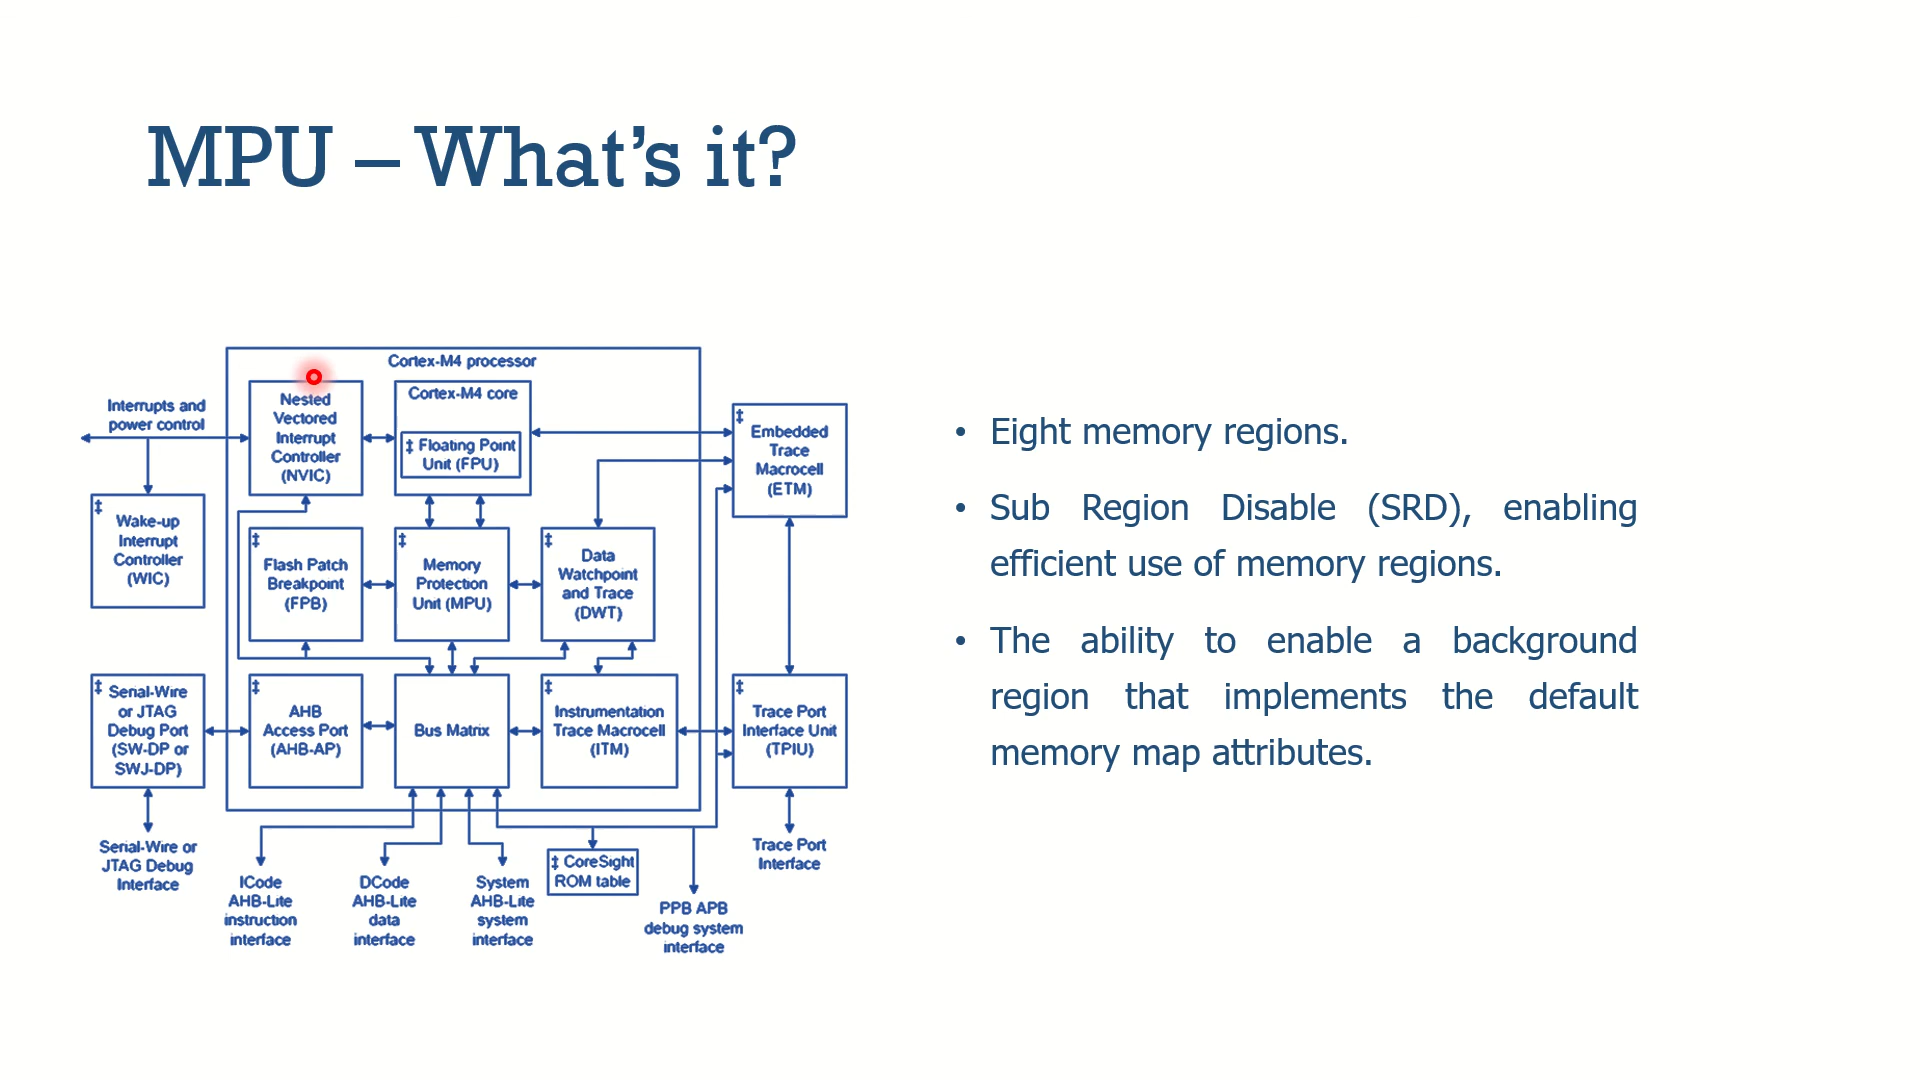 MPU – What's it?
Cortex-M4 processor
Interrupts and
power control
Nested
Vectored
Interrupt
Controller
(NVIC)
Cortex-M4 core
‡ Floating Point
Unit (FPU)
‡
Embedded
Trace
Macrocell
(ETM)
‡
Wake-up
Interrupt
Controller
(WIC)
‡
Flash Patch
Breakpoint
(FPB)
‡
Memory
Protection
Unit (MPU)
‡
Data
Watchpoint
and Trace
(DWT)
‡ Serial-Wire
or JTAG
Debug Port
(SW-DP or
SWJ-DP)
‡
AHB
Access Port
(AHB-AP)
Bus Matrix
‡
Instrumentation
Trace Macrocell
(ITM)
‡
Trace Port
Interface Unit
(TPIU)
Serial-Wire or
JTAG Debug
Interface
ICode
AHB-Lite
instruction
interface
DCode
AHB-Lite
data
interface
System
AHB-Lite
system
interface
‡ CoreSight
ROM table
PPB APB
debug system
interface
Trace Port
Interface
• Eight memory regions.
• Sub Region Disable (SRD), enabling
efficient use of memory regions.
• The ability to enable a background
region that implements the default
memory map attributes.